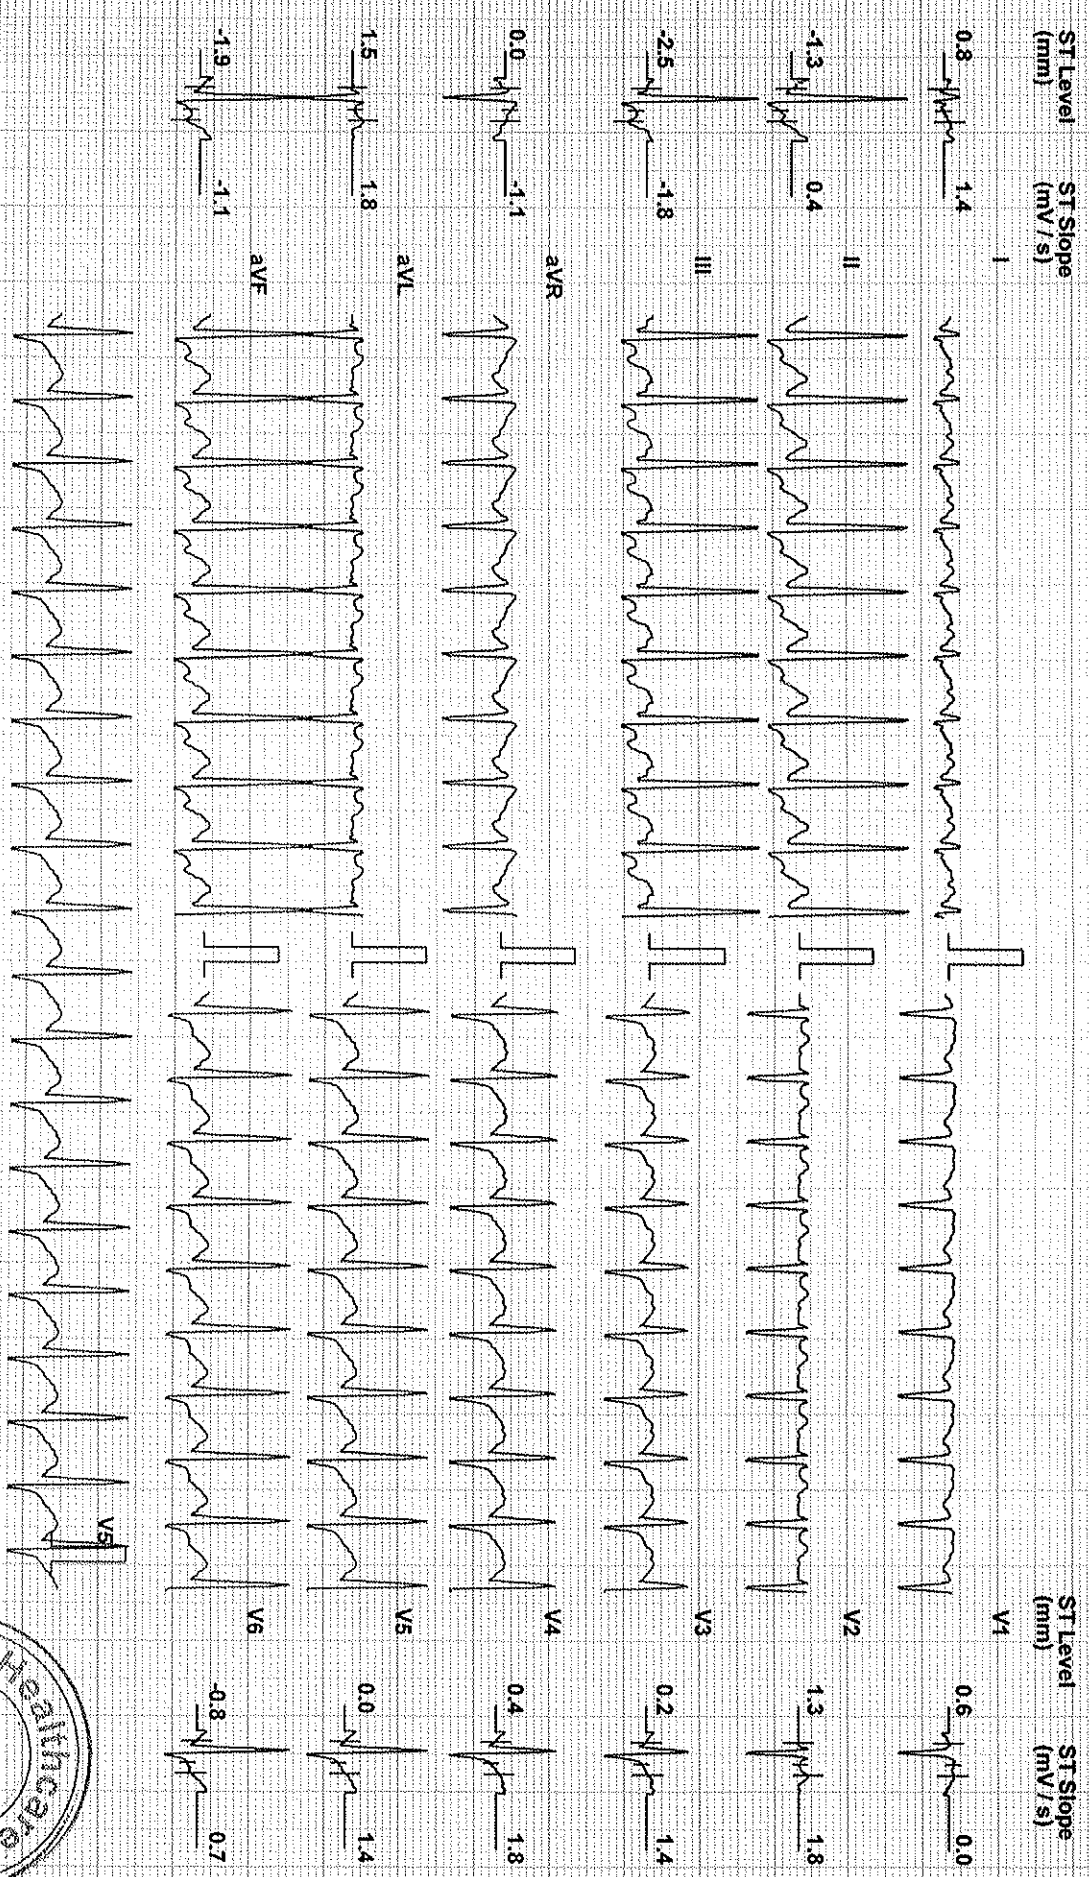 ST Level
(mm)
ST Slope
(mV / s)
ST Level
(mm)
ST Slope
(mV / s)
I
0.8
1.4
V1
0.6
0.0
II
-1.3
0.4
V2
1.3
1.8
III
-2.5
-1.8
V3
0.2
1.4
aVR
0.0
-1.1
V4
0.4
1.8
aVL
1.5
1.8
V5
0.0
1.4
aVF
-1.9
-1.1
V6
-0.8
0.7
V5
Healthcare